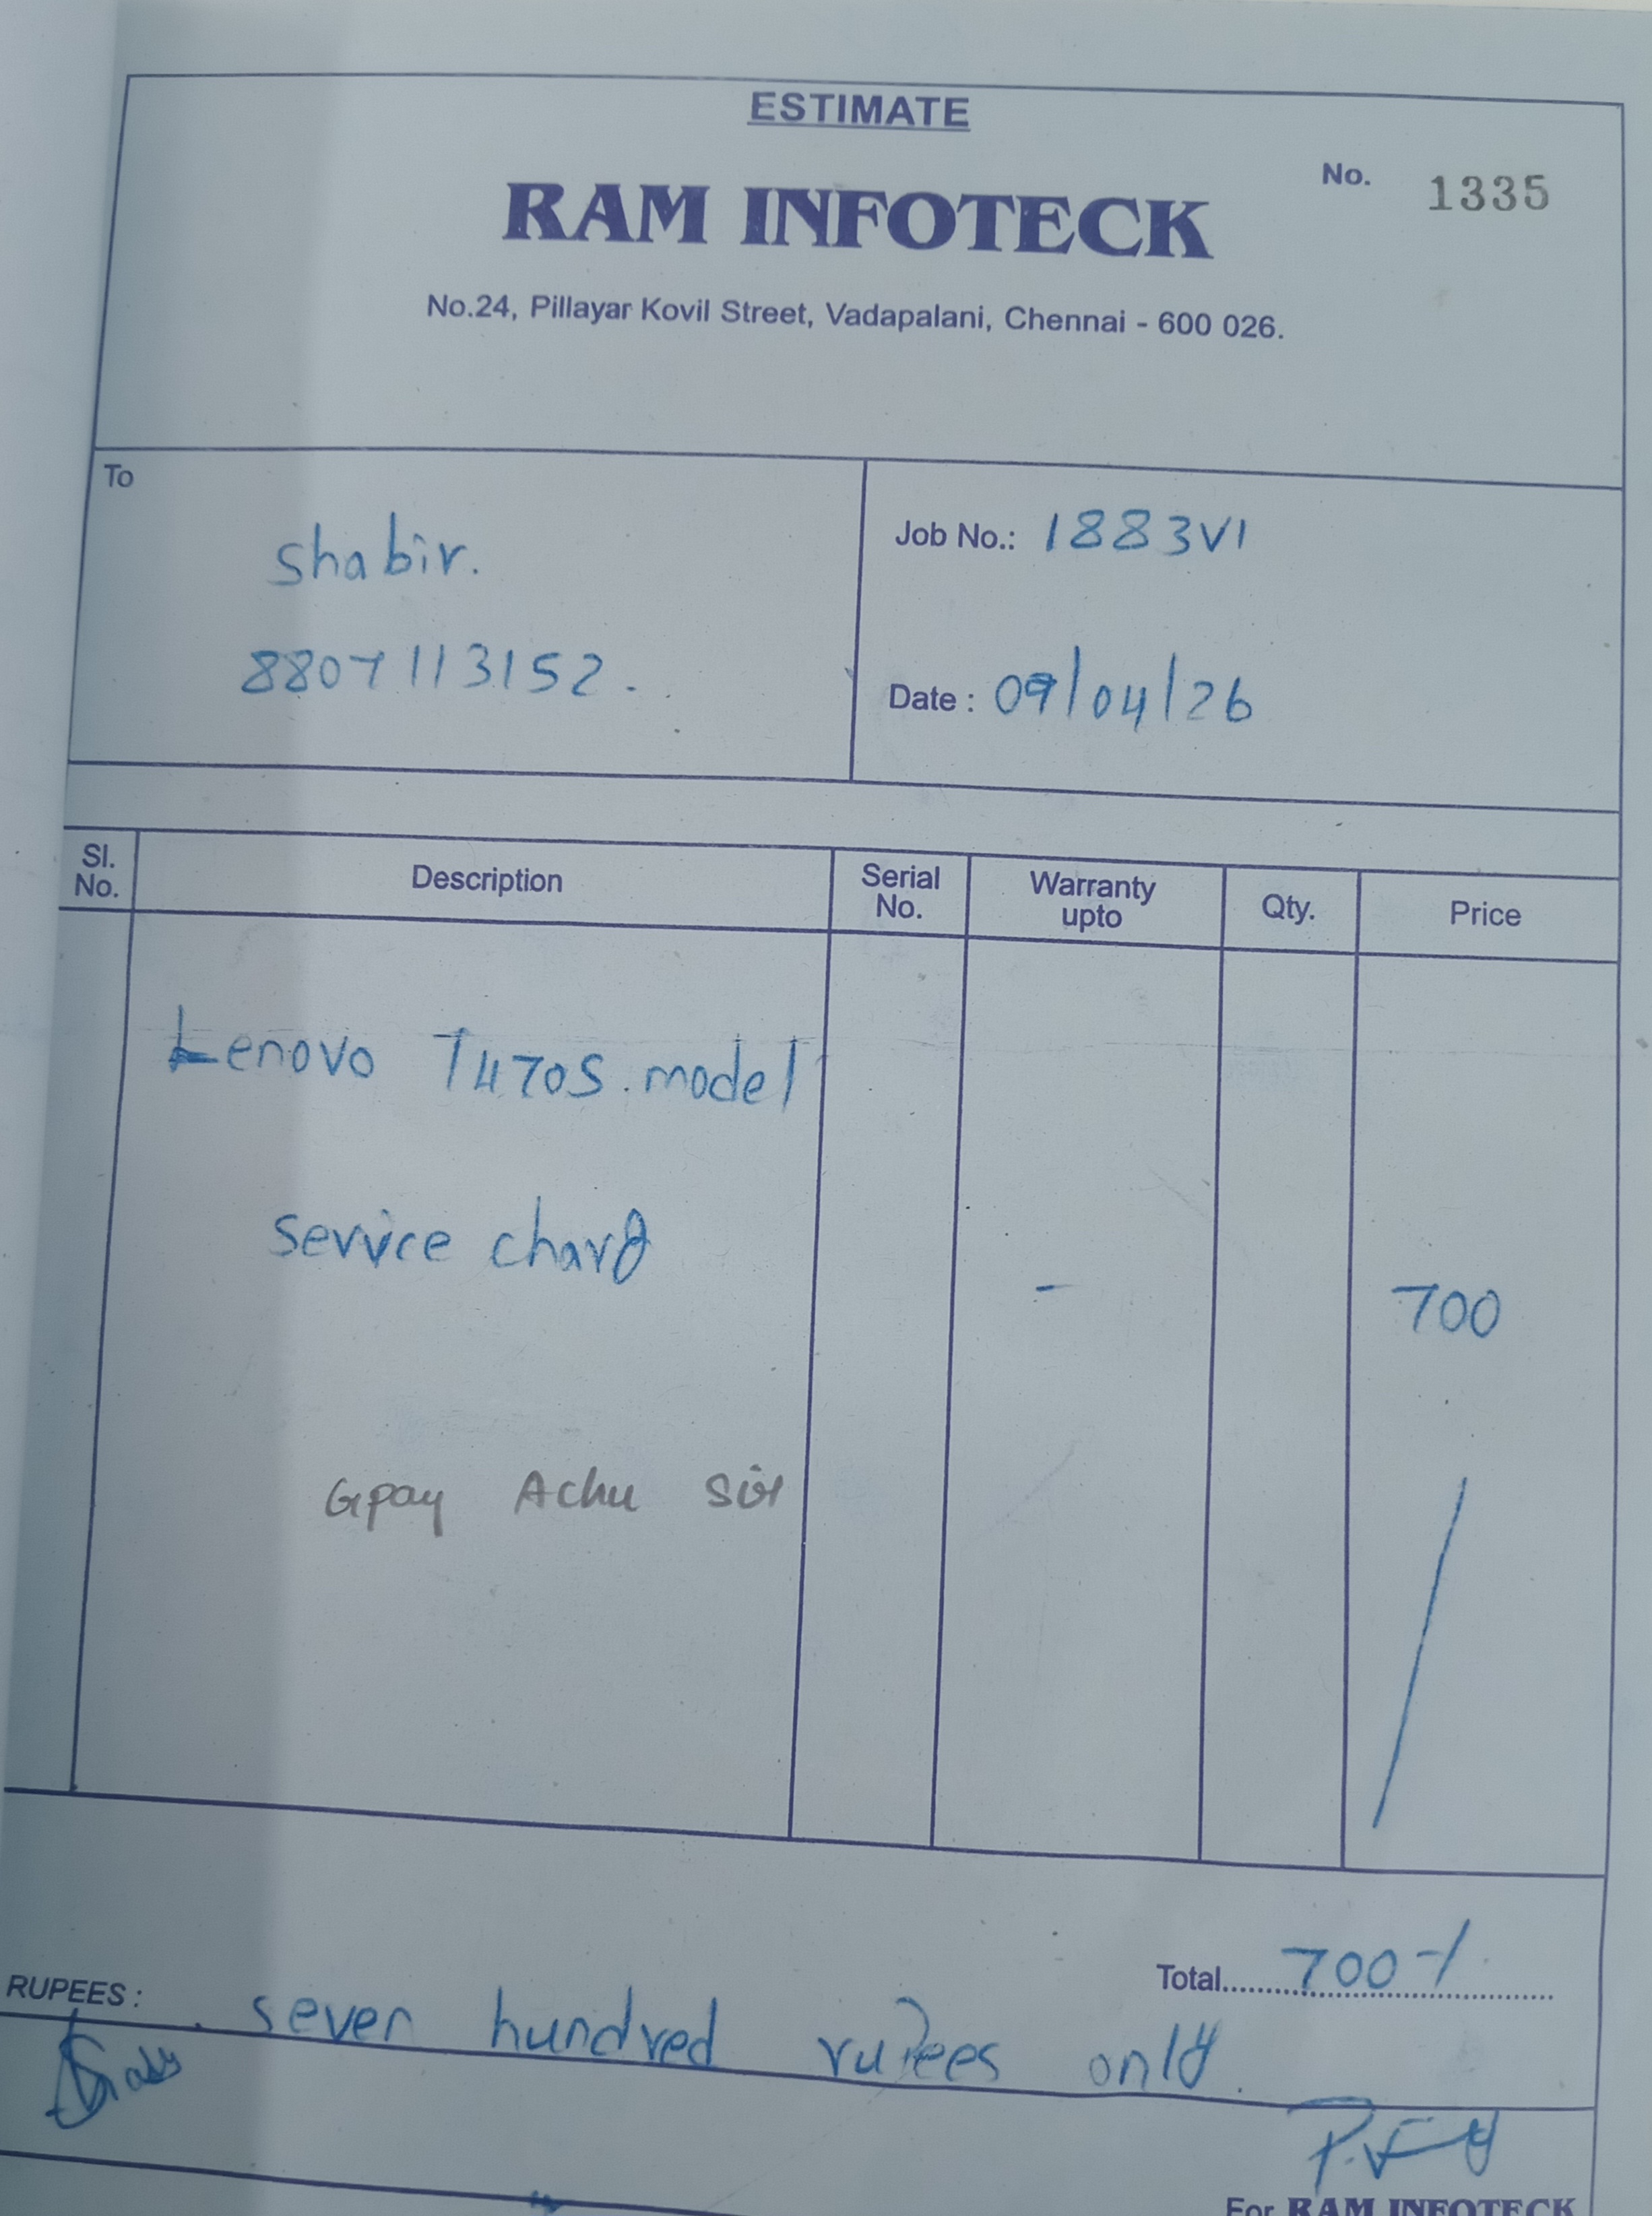 ESTIMATE
No. 1335
RAM INFOTECK
No.24, Pillayar Kovil Street, Vadapalani, Chennai - 600 026.
To
Shabir.
8807113152.
Job No.: 1883VI
Date : 09/04/26
Sl. No. Description Serial No. Warranty upto Qty. Price
Lenovo T470S. model
Service charg - 700
Gpay Achu Sir
Total........700-/.
RUPEES : seven hundred rupees only.
For RAM INFOTECK